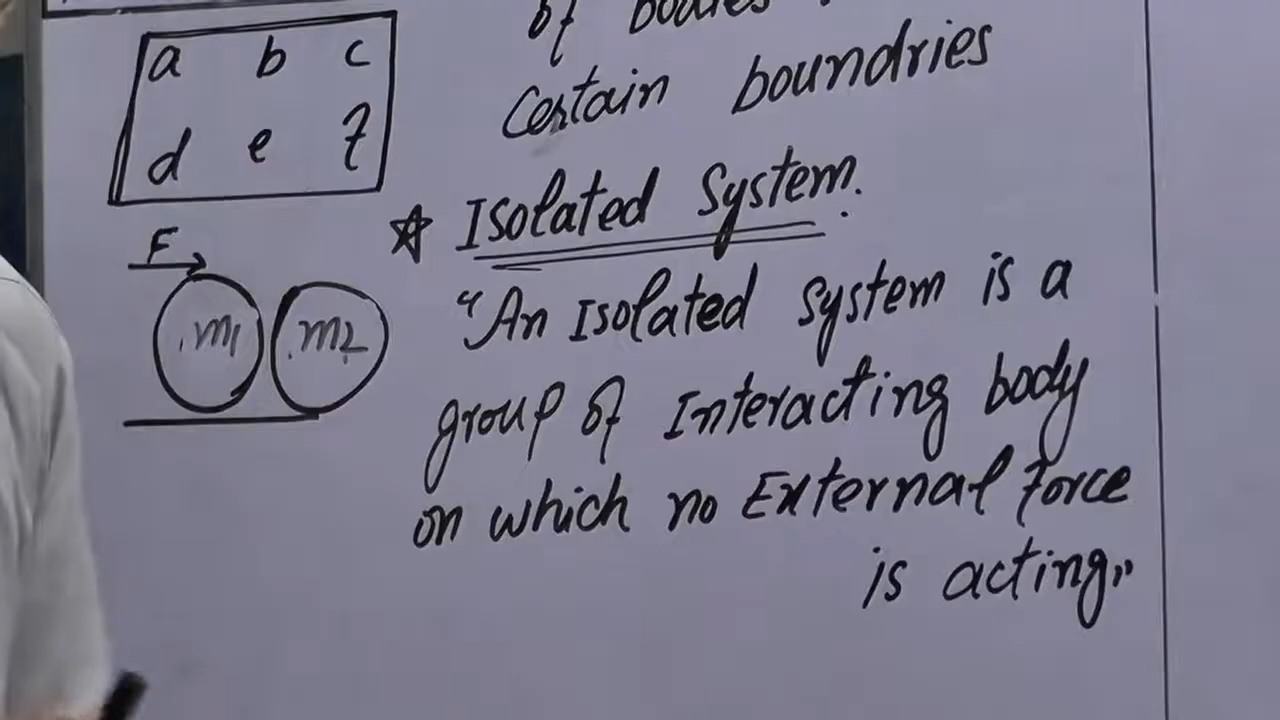 a b c
d e f
F
m1 m2
of bodies
Certain boundries
☆ Isolated System.
"An Isolated system is a
group of Interacting body
on which no External force
is acting"